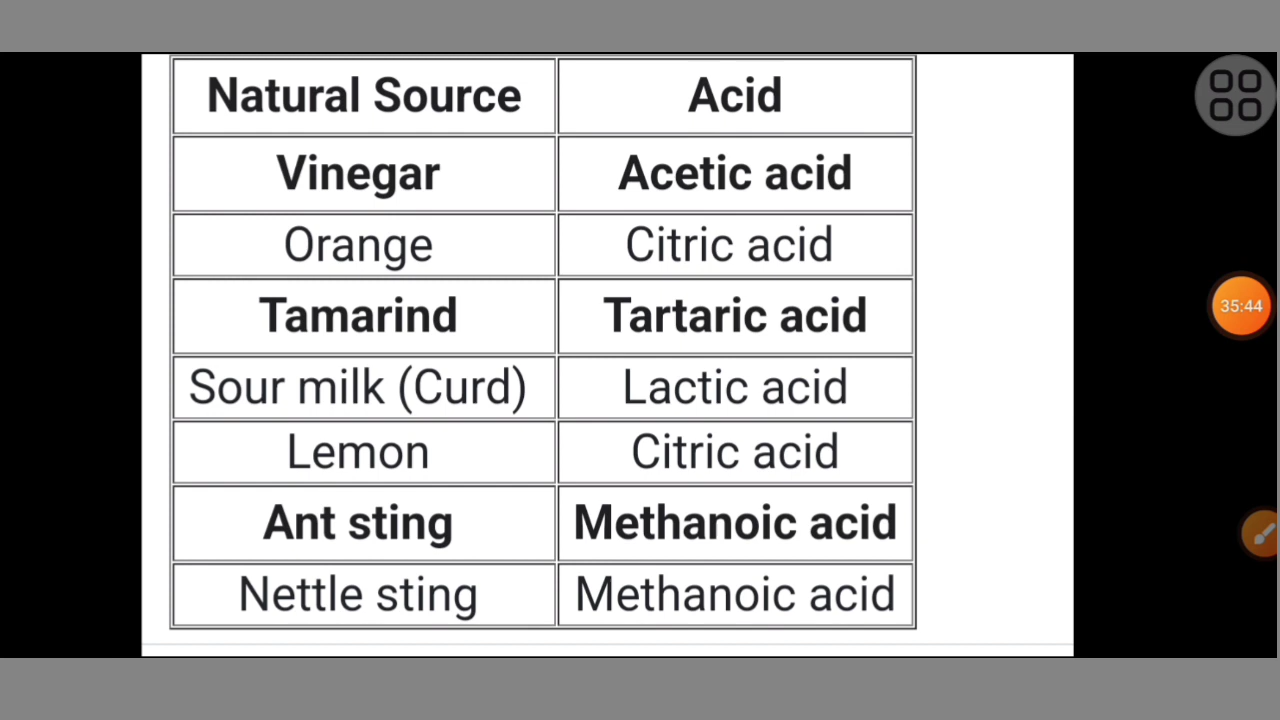 Natural Source Acid
Vinegar Acetic acid
Orange Citric acid
Tamarind Tartaric acid
Sour milk (Curd) Lactic acid
35:44
Lemon Citric acid
Ant sting Methanoic acid
Nettle sting Methanoic acid